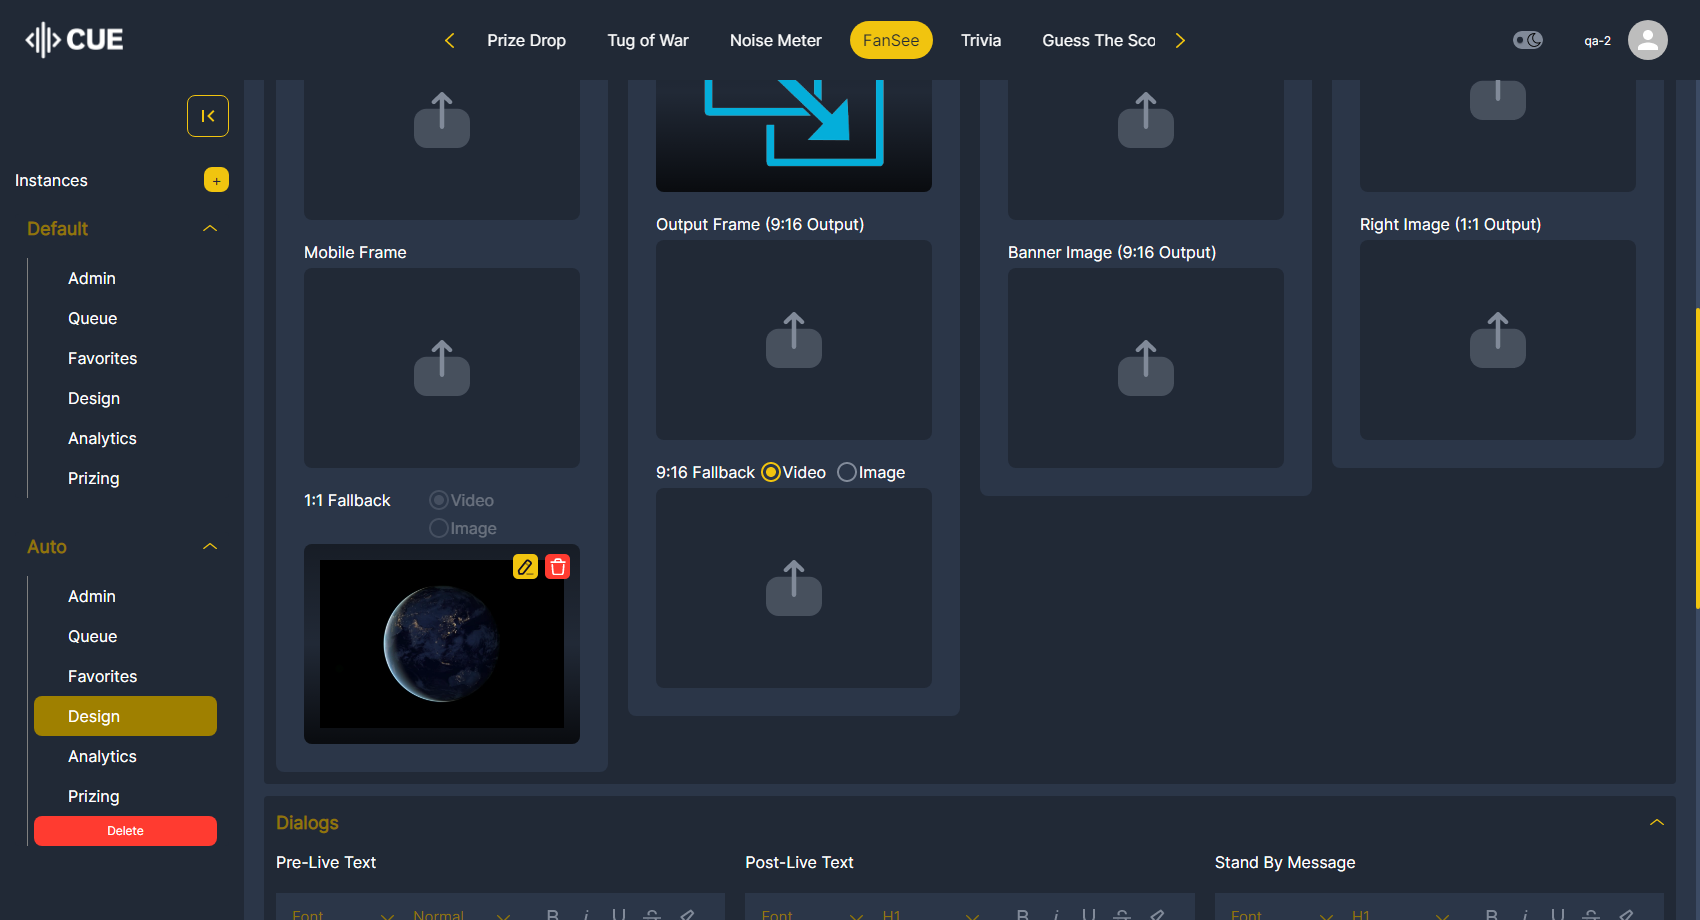 CUE
Prize Drop
Tug of War
Noise Meter
FanSee
Trivia
Guess The Sco
qa-2
Instances
+
Default
Admin
Queue
Favorites
Design
Analytics
Prizing
Auto
Admin
Queue
Favorites
Design
Analytics
Prizing
Delete
Mobile Frame
1:1 Fallback
Video
Image
Output Frame (9:16 Output)
9:16 Fallback
Video
Image
Banner Image (9:16 Output)
Right Image (1:1 Output)
Dialogs
Pre-Live Text
Font
Normal
B
i
U
S
Post-Live Text
Font
H1
B
i
U
S
Stand By Message
Font
H1
B
i
U
S